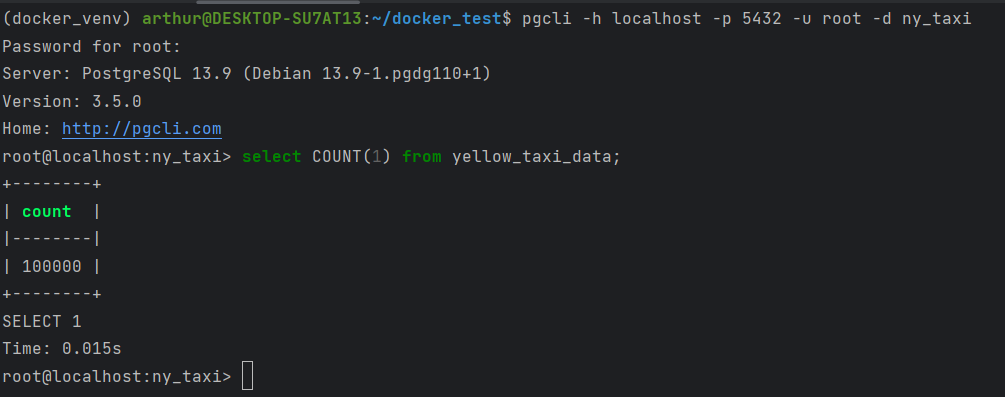 (docker_venv) arthur@DESKTOP-SU7AT13:~/docker_test$ pgcli -h localhost -p 5432 -u root -d ny_taxi
Password for root:
Server: PostgreSQL 13.9 (Debian 13.9-1.pgdg110+1)
Version: 3.5.0
Home: http://pgcli.com
root@localhost:ny_taxi> select COUNT(1) from yellow_taxi_data;
+--------+
| count  |
|--------|
| 100000 |
+--------+
SELECT 1
Time: 0.015s
root@localhost:ny_taxi>